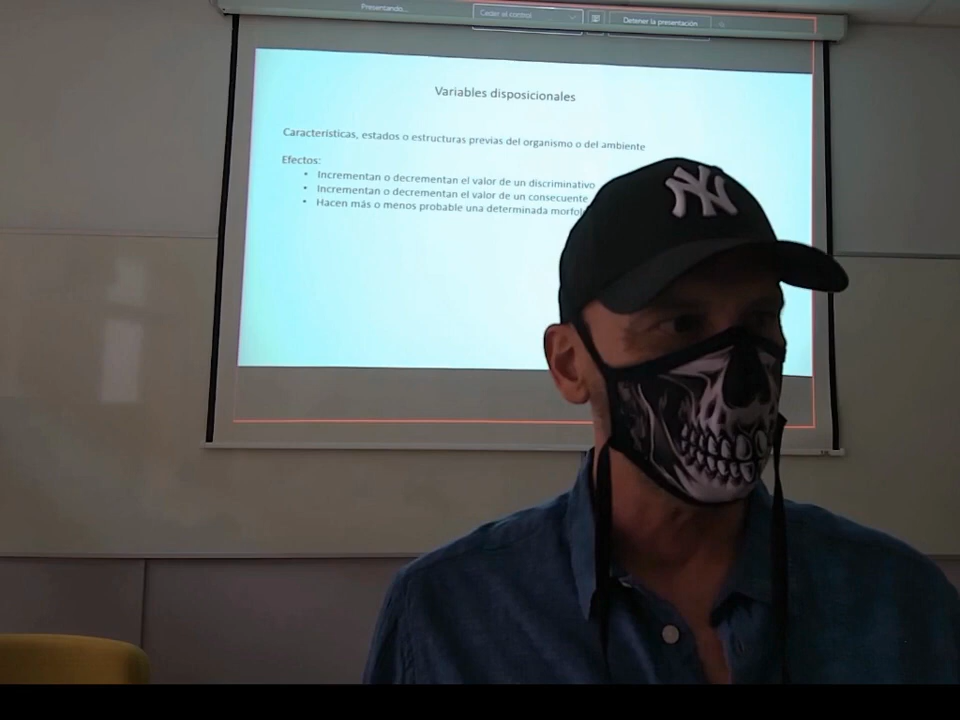 Presentando...
Ceder el control
Detener la presentación
Variables disposicionales
Características, estados o estructuras previas del organismo o del ambiente
Efectos:
• Incrementan o decrementan el valor de un discriminativo
• Incrementan o decrementan el valor de un consecuente
• Hacen más o menos probable una determinada morfol
NY